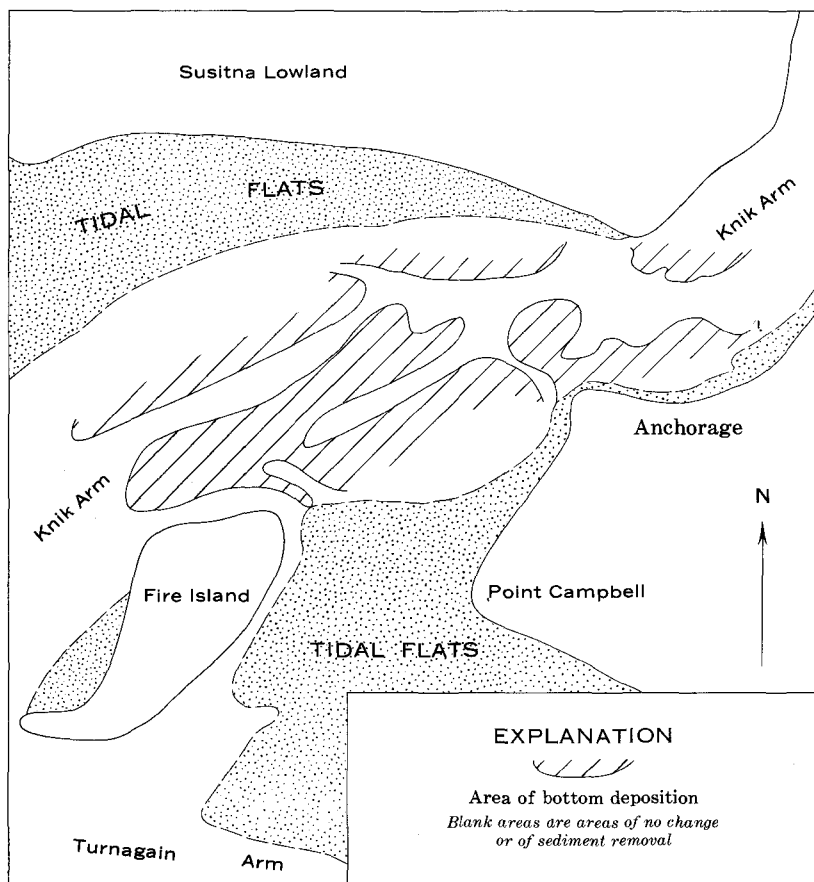 Susitna Lowland
TIDAL FLATS
Knik Arm
Anchorage
Knik Arm
N
Fire Island
Point Campbell
TIDAL FLATS
EXPLANATION
Area of bottom deposition
Blank areas are areas of no change
or of sediment removal
Turnagain Arm